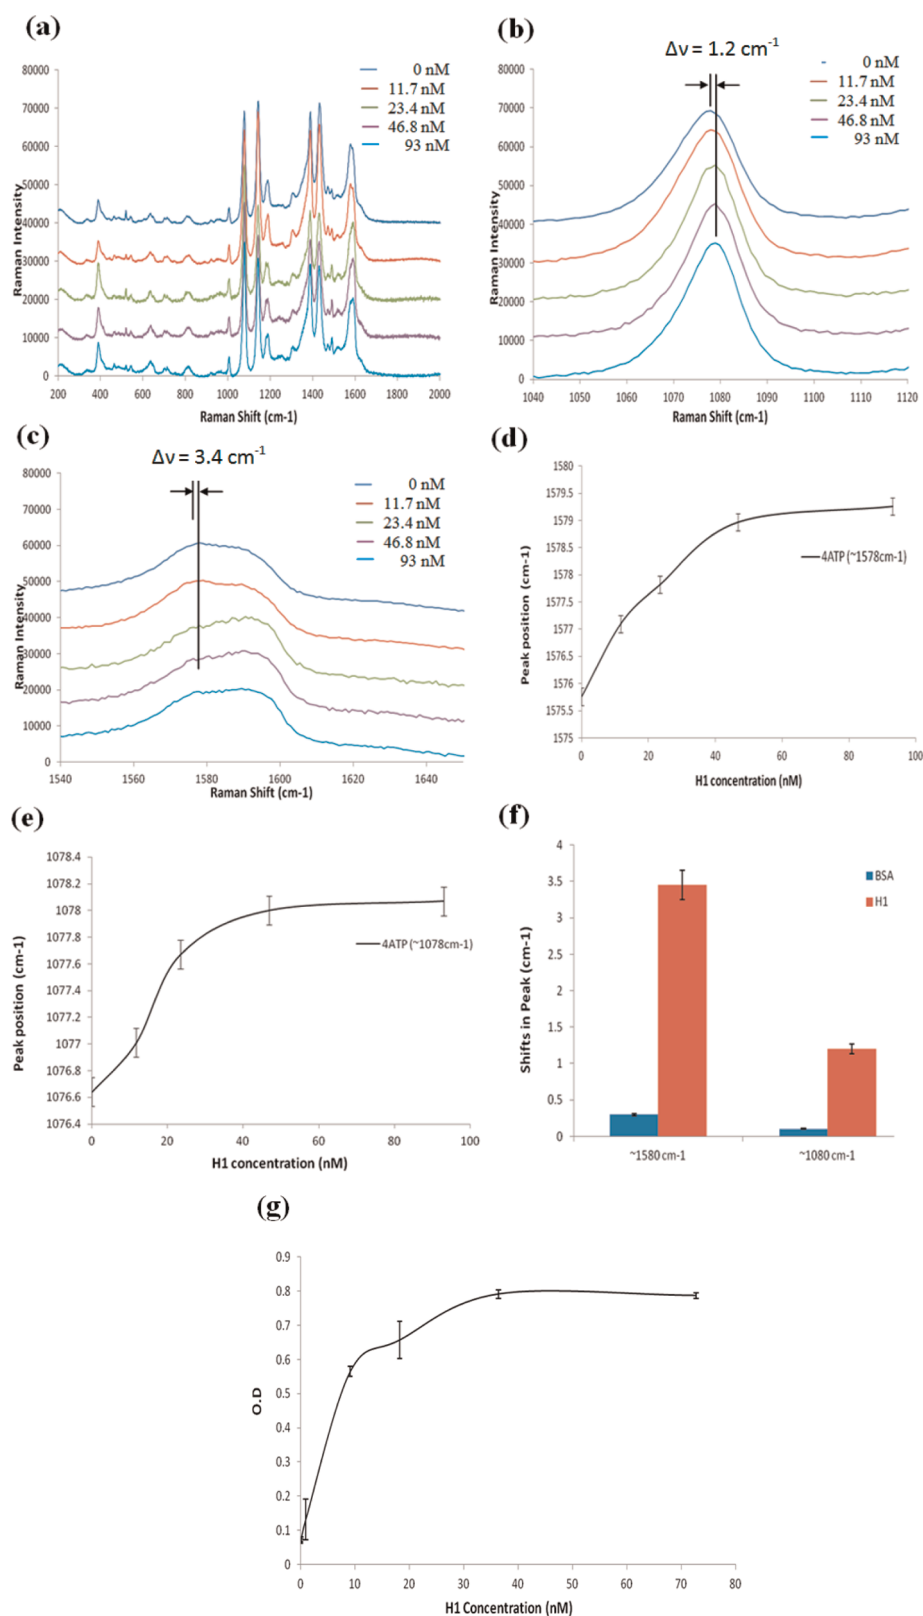 (a)
80000
70000
60000
50000
40000
30000
20000
10000
0
Raman Intensity
0 nM
11.7 nM
23.4 nM
46.8 nM
93 nM
200 400 600 800 1000 1200 1400 1600 1800 2000
Raman Shift (cm-1)
(b)
Δν = 1.2 cm-1
80000
70000
60000
50000
40000
30000
20000
10000
0
Raman Intensity
0 nM
11.7 nM
23.4 nM
46.8 nM
93 nM
1040 1050 1060 1070 1080 1090 1100 1110 1120
Raman Shift (cm-1)
(c)
Δν = 3.4 cm-1
80000
70000
60000
50000
40000
30000
20000
10000
0
Raman Intensity
0 nM
11.7 nM
23.4 nM
46.8 nM
93 nM
1540 1560 1580 1600 1620 1640
Raman Shift (cm-1)
(d)
1580
1579.5
1579
1578.5
1578
1577.5
1577
1576.5
1576
1575.5
1575
Peak position (cm-1)
4ATP (~1578cm-1)
0 20 40 60 80 100
H1 concentration (nM)
(e)
1078.4
1078.2
1078
1077.8
1077.6
1077.4
1077.2
1077
1076.8
1076.6
1076.4
Peak position (cm-1)
4ATP (~1078cm-1)
0 20 40 60 80 100
H1 concentration (nM)
(f)
4
3.5
3
2.5
2
1.5
1
0.5
0
Shifts in Peak (cm-1)
BSA
H1
~1580 cm-1 ~1080 cm-1
(g)
0.9
0.8
0.7
0.6
0.5
0.4
0.3
0.2
0.1
0
O.D
0 10 20 30 40 50 60 70 80
H1 Concentration (nM)